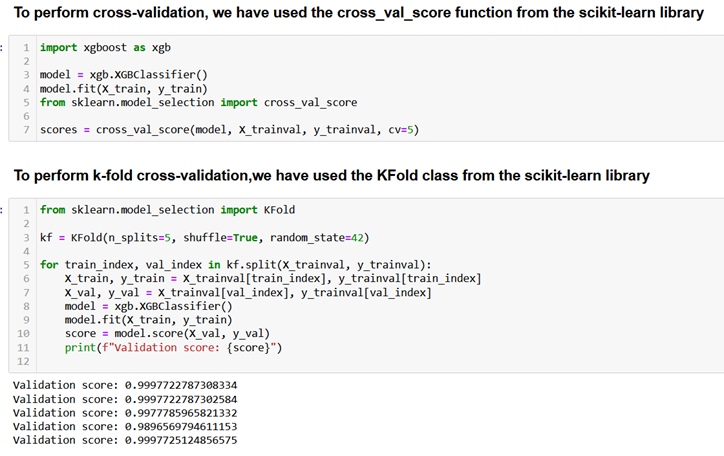 To perform cross-validation, we have used the cross_val_score function from the scikit-learn library
:
1 import xgboost as xgb
2
3 model = xgb.XGBClassifier()
4 model.fit(X_train, y_train)
5 from sklearn.model_selection import cross_val_score
6
7 scores = cross_val_score(model, X_trainval, y_trainval, cv=5)
To perform k-fold cross-validation,we have used the KFold class from the scikit-learn library
:
1 from sklearn.model_selection import KFold
2
3 kf = KFold(n_splits=5, shuffle=True, random_state=42)
4
5 for train_index, val_index in kf.split(X_trainval, y_trainval):
6     X_train, y_train = X_trainval[train_index], y_trainval[train_index]
7     X_val, y_val = X_trainval[val_index], y_trainval[val_index]
8     model = xgb.XGBClassifier()
9     model.fit(X_train, y_train)
10     score = model.score(X_val, y_val)
11     print(f"Validation score: {score}")
12
Validation score: 0.9997722787308334
Validation score: 0.9997722787302584
Validation score: 0.9977785965821332
Validation score: 0.9896569794611153
Validation score: 0.9997725124856575